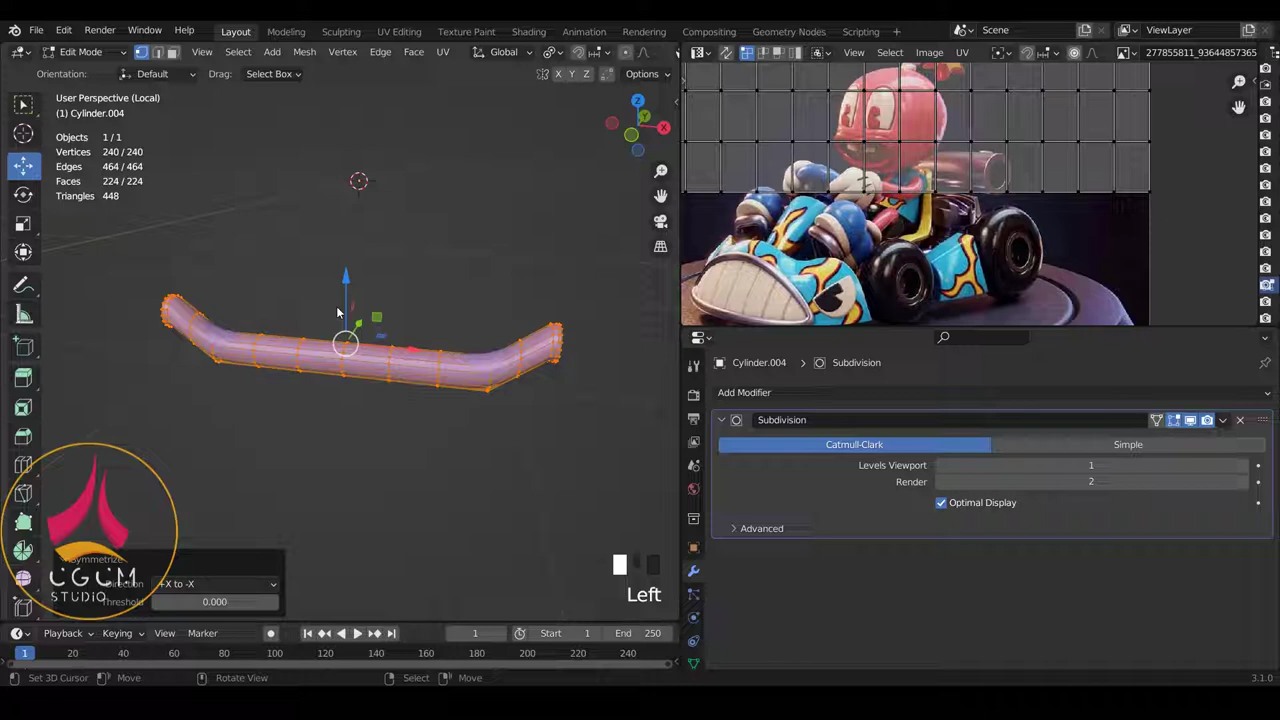 File Edit Render Window Help Layout Modeling Sculpting UV Editing Texture Paint Shading Animation Rendering Compositing Geometry Nodes Scripting Scene ViewLayer
Edit Mode View Select Add Mesh Vertex Edge Face UV Global View Select Image UV 277855811_93644857365
Orientation: Default Drag: Select Box X Y Z Options
User Perspective (Local)
(1) Cylinder.004
Objects 1 / 1
Vertices 240 / 240
Edges 464 / 464
Faces 224 / 224
Triangles 448
Z
Y
X
Cylinder.004 Subdivision
Add Modifier
Subdivision
Catmull-Clark Simple
Levels Viewport 1
Render 2
Optimal Display
Advanced
Symmetrize
Direction +X to -X
Threshold 0.000
UGUM
STUDIO
Left
Playback Keying View Marker 1 Start 1 End 250
1 20 40 60 80 100 120 140 160 180 200 220 240
Set 3D Cursor Move Rotate View Select Move 3.1.0